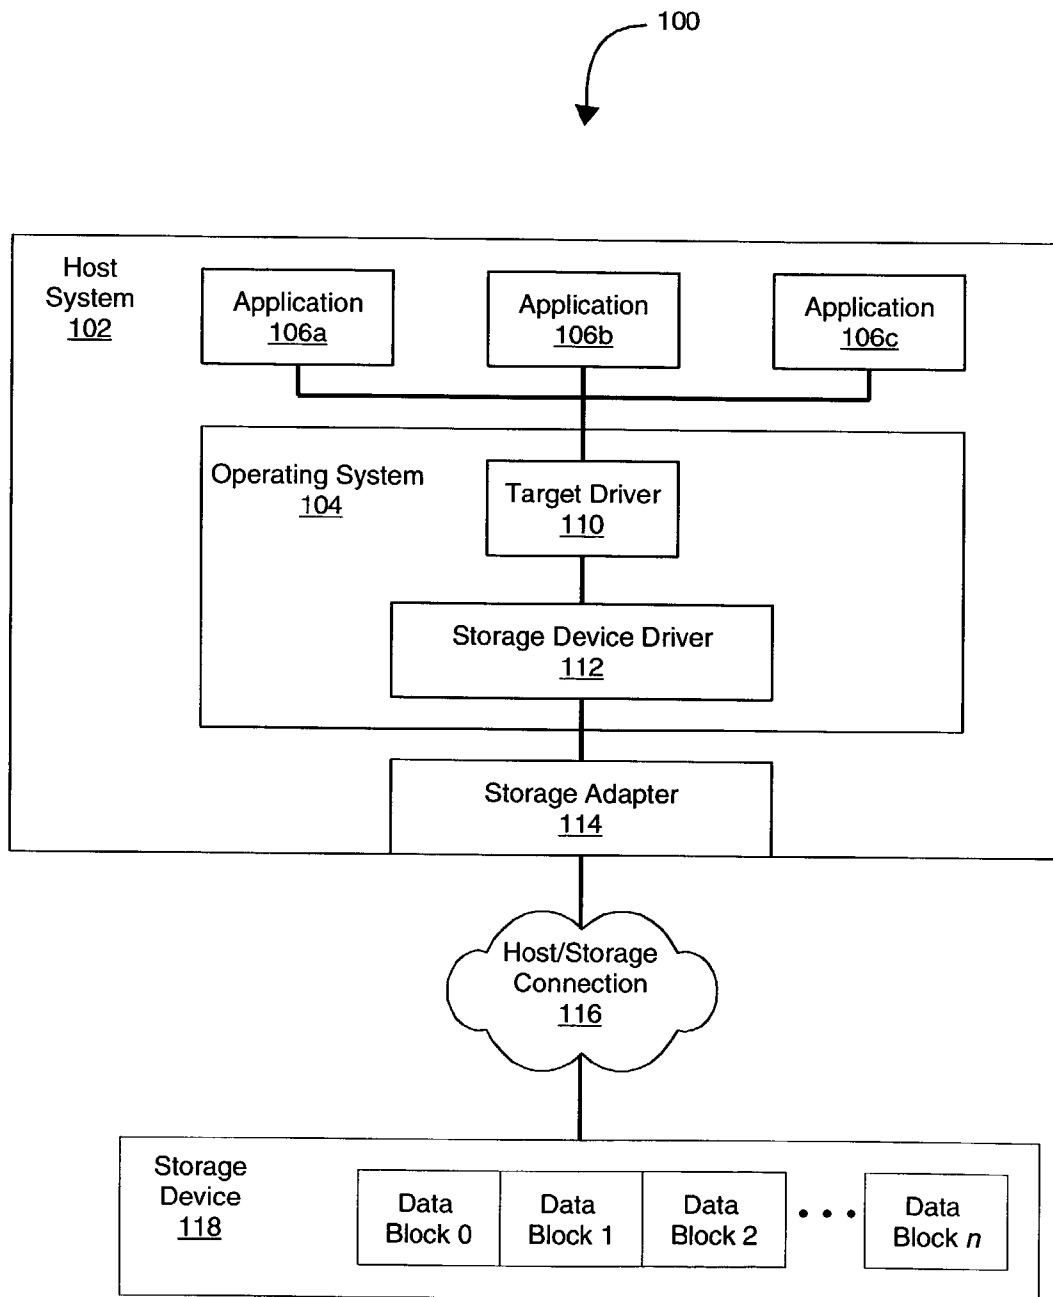 100
Host
System
102
Application
106a
Application
106b
Application
106c
Operating System
104
Target Driver
110
Storage Device Driver
112
Storage Adapter
114
Host/Storage
Connection
116
Storage
Device
118
Data
Block 0
Data
Block 1
Data
Block 2
• • •
Data
Block n